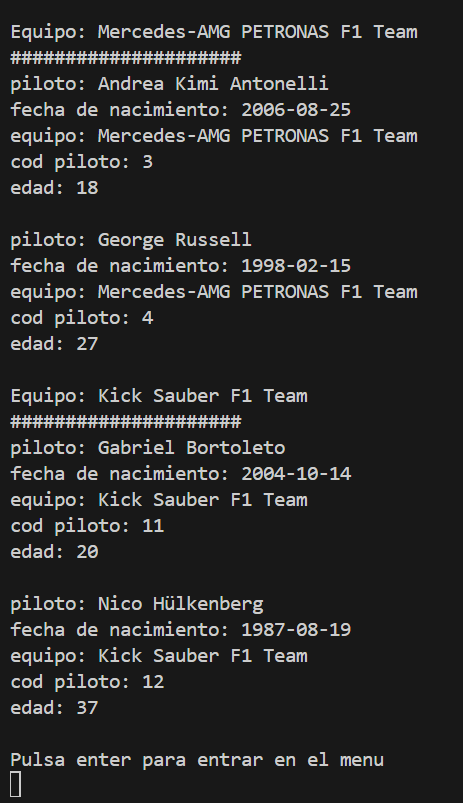 Equipo: Mercedes-AMG PETRONAS F1 Team
#####################
piloto: Andrea Kimi Antonelli
fecha de nacimiento: 2006-08-25
equipo: Mercedes-AMG PETRONAS F1 Team
cod piloto: 3
edad: 18

piloto: George Russell
fecha de nacimiento: 1998-02-15
equipo: Mercedes-AMG PETRONAS F1 Team
cod piloto: 4
edad: 27

Equipo: Kick Sauber F1 Team
#####################
piloto: Gabriel Bortoleto
fecha de nacimiento: 2004-10-14
equipo: Kick Sauber F1 Team
cod piloto: 11
edad: 20

piloto: Nico Hülkenberg
fecha de nacimiento: 1987-08-19
equipo: Kick Sauber F1 Team
cod piloto: 12
edad: 37

Pulsa enter para entrar en el menu